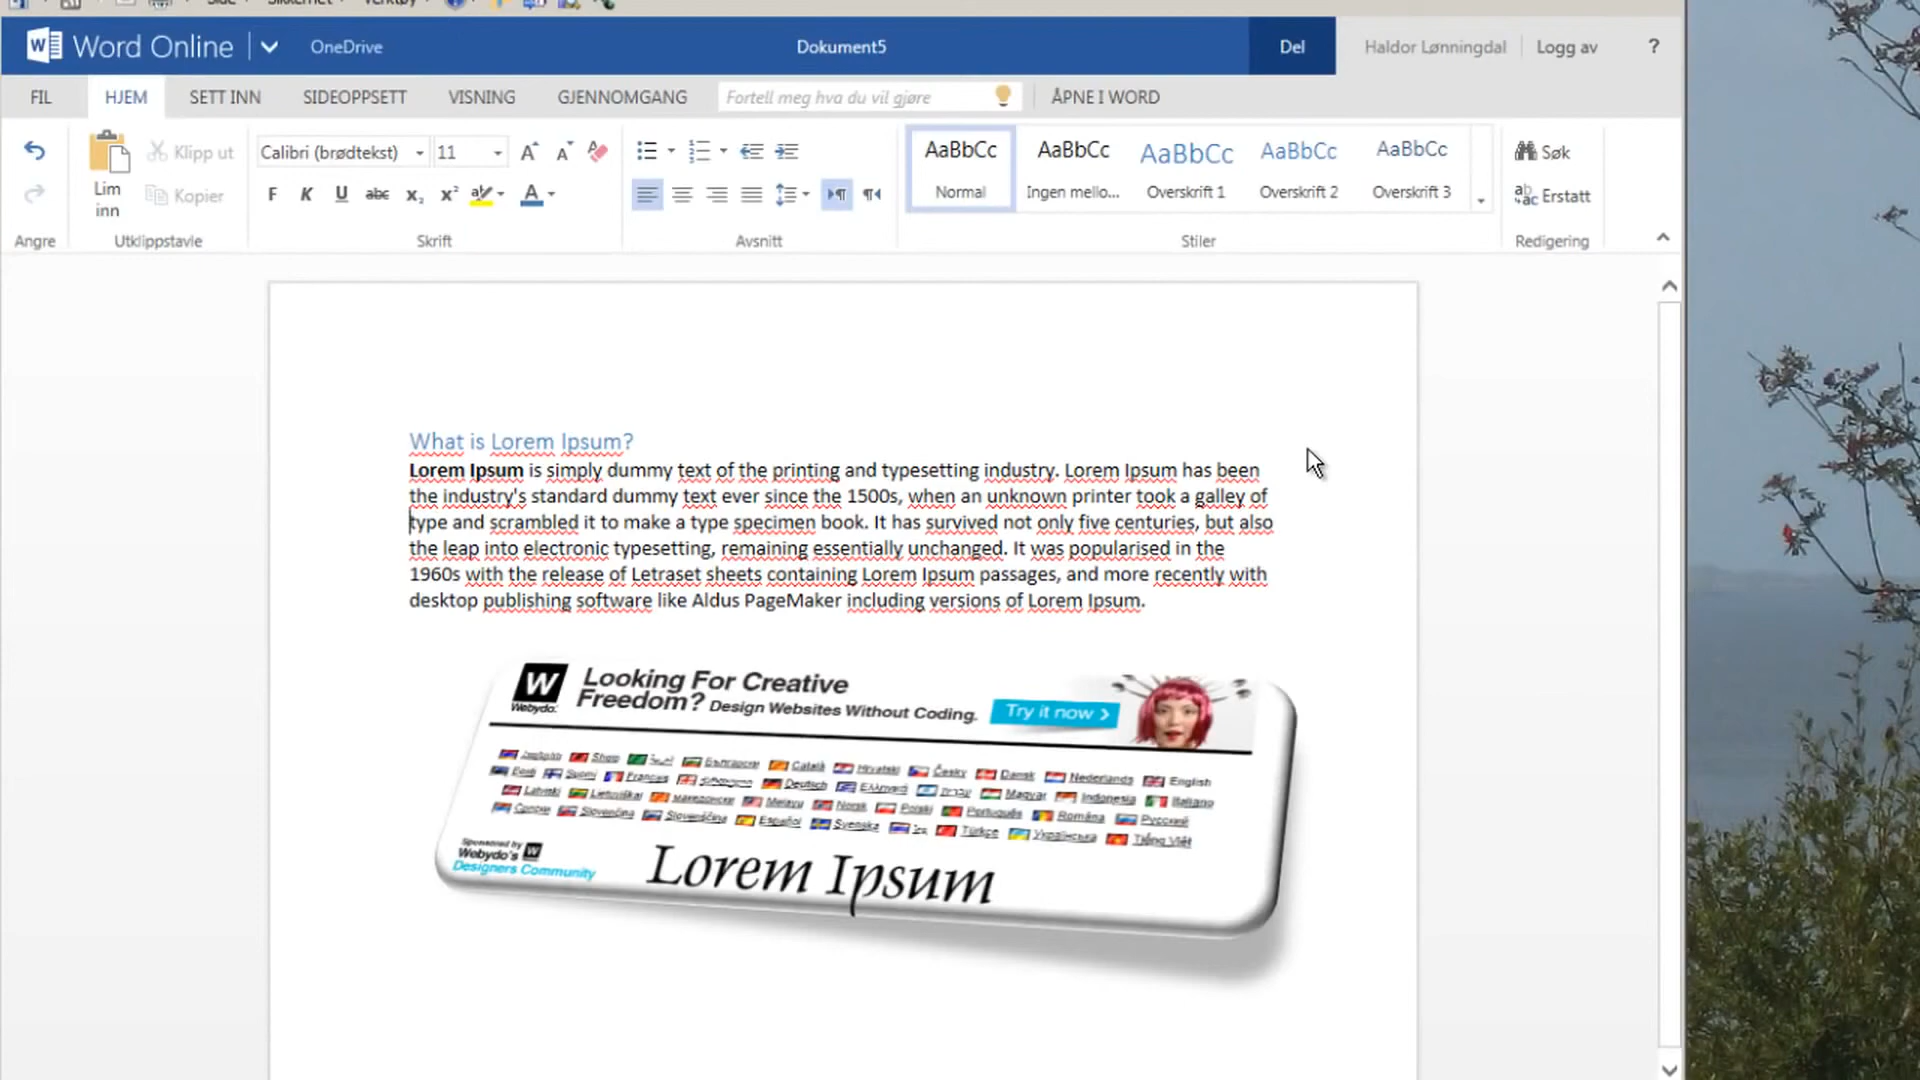 Word Online
OneDrive
Dokument5
Del
Haldor Lønningdal
Logg av
?
FIL
HJEM
SETT INN
SIDEOPPSETT
VISNING
GJENNOMGANG
Fortell meg hva du vil gjøre
ÅPNE I WORD
Lim inn
Klipp ut
Kopier
Calibri (brødtekst)
11
F K U abc x₂ x² A
AaBbCc AaBbCc AaBbCc AaBbCc AaBbCc
Normal Ingen mello... Overskrift 1 Overskrift 2 Overskrift 3
Søk
Erstatt
Angre
Utklippstavle
Skrift
Avsnitt
Stiler
Redigering
What is Lorem Ipsum?
Lorem Ipsum is simply dummy text of the printing and typesetting industry. Lorem Ipsum has been
the industry's standard dummy text ever since the 1500s, when an unknown printer took a galley of
type and scrambled it to make a type specimen book. It has survived not only five centuries, but also
the leap into electronic typesetting, remaining essentially unchanged. It was popularised in the
1960s with the release of Letraset sheets containing Lorem Ipsum passages, and more recently with
desktop publishing software like Aldus PageMaker including versions of Lorem Ipsum.
W
Webydo
Looking For Creative
Freedom? Design Websites Without Coding.
Try it now >
Shqip Català Hrvatski Česky Dansk Nederlands English
Eesti Suomi Français Deutsch Ελληνικά Magyar Indonesia Italiano
Latviski Lietuviškai Melayu Norsk Polski Português Româna Русский
Српски Slovenčina Slovenščina Español Svenska ไทย Türkçe Українська Tiếng Việt
Sponsored by
Webydo's W
Designers Community
Lorem Ipsum